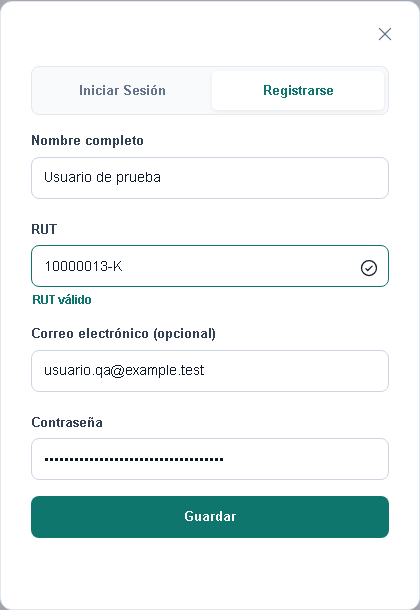 Iniciar Sesión
Registrarse
Nombre completo
Usuario de prueba
RUT
10000013-K
RUT válido
Correo electrónico (opcional)
usuario.qa@example.test
Contraseña
••••••••••••••••••••••••••••••••••••
Guardar